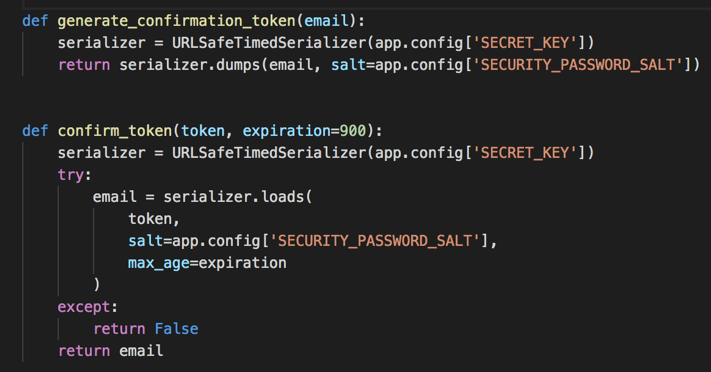 def generate_confirmation_token(email):
    serializer = URLSafeTimedSerializer(app.config['SECRET_KEY'])
    return serializer.dumps(email, salt=app.config['SECURITY_PASSWORD_SALT'])
def confirm_token(token, expiration=900):
    serializer = URLSafeTimedSerializer(app.config['SECRET_KEY'])
    try:
        email = serializer.loads(
            token,
            salt=app.config['SECURITY_PASSWORD_SALT'],
            max_age=expiration
        )
    except:
        return False
    return email